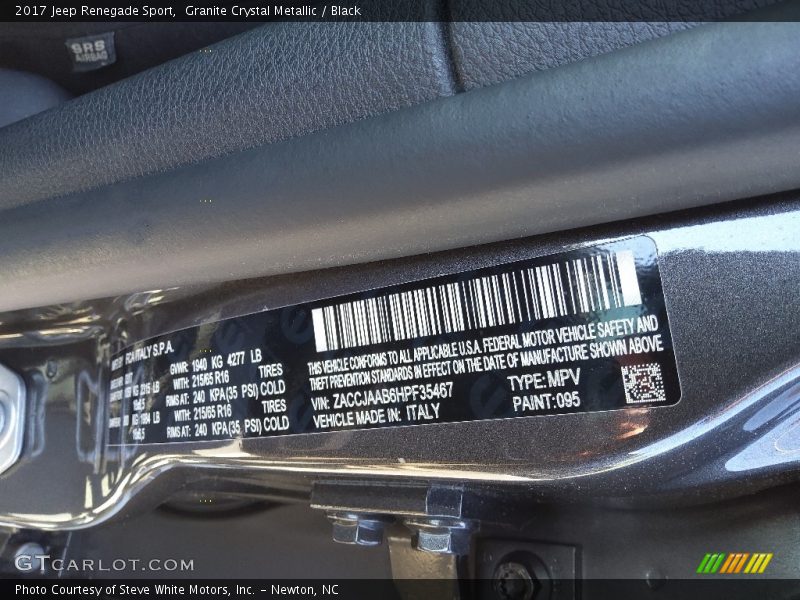 2017 Jeep Renegade Sport, Granite Crystal Metallic / Black
SRS
AIRBAG
ITALY S.P.A.
GVWR: 1940 KG 4277 LB
WITH: 215/65 R16 TIRES
RIMS AT: 240 KPA(35 PSI) COLD
WITH: 215/65 R16 TIRES
RIMS AT: 240 KPA(35 PSI) COLD
THIS VEHICLE CONFORMS TO ALL APPLICABLE U.S.A. FEDERAL MOTOR VEHICLE SAFETY AND
THEFT PREVENTION STANDARDS IN EFFECT ON THE DATE OF MANUFACTURE SHOWN ABOVE
VIN: ZACCJAAB6HPF35467 TYPE: MPV
VEHICLE MADE IN: ITALY PAINT: 095
GTCARLOT.COM
Photo Courtesy of Steve White Motors, Inc. – Newton, NC